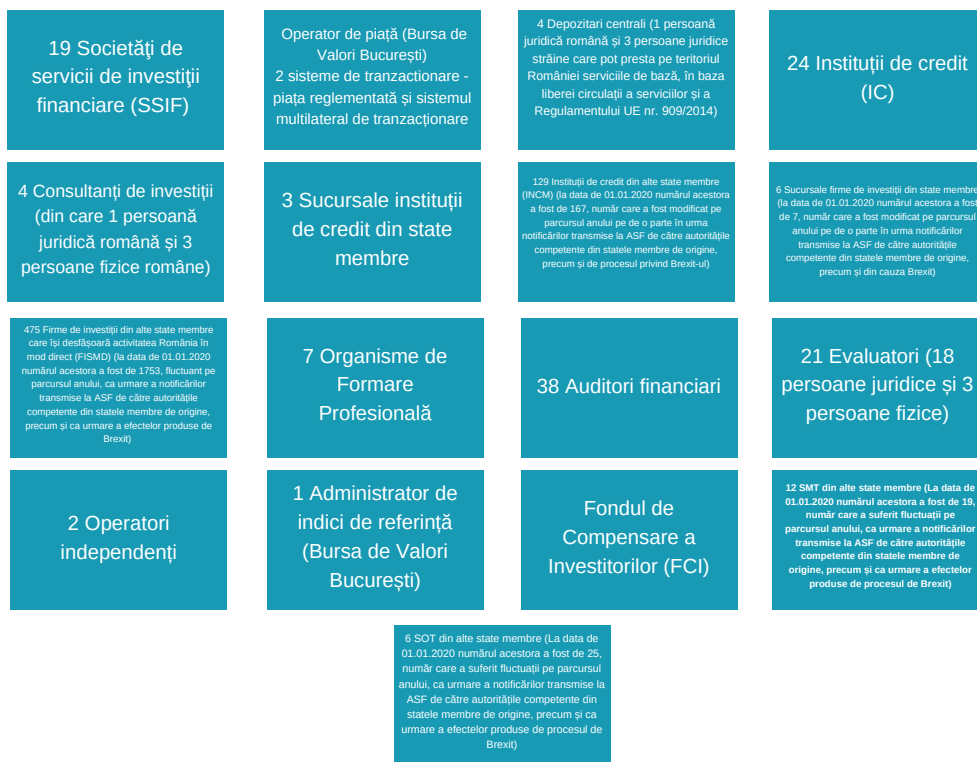 19 Societăţi de
servicii de investiţii
financiare (SSIF)
Operator de piață (Bursa de
Valori București)
2 sisteme de tranzactionare -
piața reglementată și sistemul
multilateral de tranzacționare
4 Depozitari centrali (1 persoană
juridică română și 3 persoane juridice
străine care pot presta pe teritoriul
României serviciile de bază, în baza
liberei circulații a serviciilor și a
Regulamentului UE nr. 909/2014)
24 Instituții de credit
(IC)
4 Consultanți de investiții
(din care 1 persoană
juridică română și 3
persoane fizice române)
3 Sucursale instituții
de credit din state
membre
129 Instituții de credit din alte state membre
(INCM) (la data de 01.01.2020 numărul acestora
a fost de 167, număr care a fost modificat pe
parcursul anului pe de o parte în urma
notificărilor transmise la ASF de către autoritățile
competente din statele membre de origine,
precum și de procesul privind Brexit-ul)
6 Sucursale firme de investiții din state membre
(la data de 01.01.2020 numărul acestora a fost
de 7, număr care a fost modificat pe parcursul
anului pe de o parte în urma notificărilor
transmise la ASF de către autoritățile
competente din statele membre de origine,
precum și din cauza Brexit)
475 Firme de investiții din alte state membre
care își desfășoară activitatea România în
mod direct (FISMD) (la data de 01.01.2020
numărul acestora a fost de 1753, fluctuant pe
parcursul anului, ca urmare a notificărilor
transmise la ASF de către autoritățile
competente din statele membre de origine,
precum și ca urmare a efectelor produse de
Brexit)
7 Organisme de
Formare
Profesională
38 Auditori financiari
21 Evaluatori (18
persoane juridice și 3
persoane fizice)
2 Operatori
independenți
1 Administrator de
indici de referință
(Bursa de Valori
București)
Fondul de
Compensare a
Investitorilor (FCI)
12 SMT din alte state membre (La data de
01.01.2020 numărul acestora a fost de 19,
număr care a suferit fluctuații pe
parcursul anului, ca urmare a notificărilor
transmise la ASF de către autoritățile
competente din statele membre de
origine, precum și ca urmare a efectelor
produse de procesul de Brexit)
6 SOT din alte state membre (La data de
01.01.2020 numărul acestora a fost de 25,
număr care a suferit fluctuații pe parcursul
anului, ca urmare a notificărilor transmise la
ASF de către autoritățile competente din
statele membre de origine, precum și ca
urmare a efectelor produse de procesul de
Brexit)